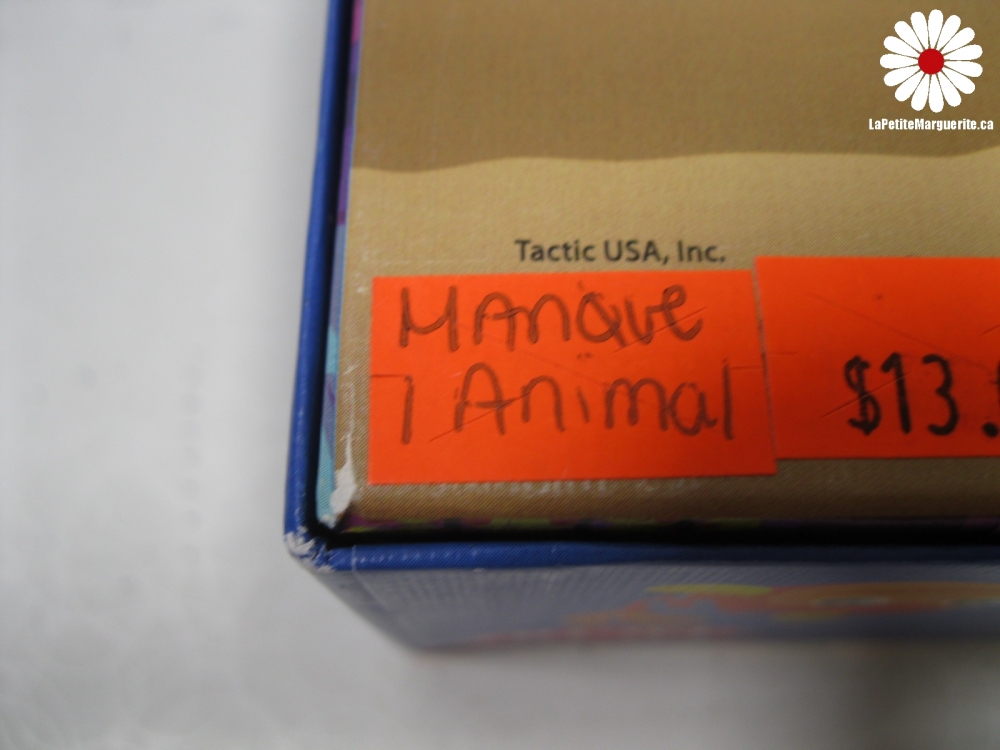 LaPetiteMarguerite.ca
Tactic USA, Inc.
MAnQue
1 Animal
$13.